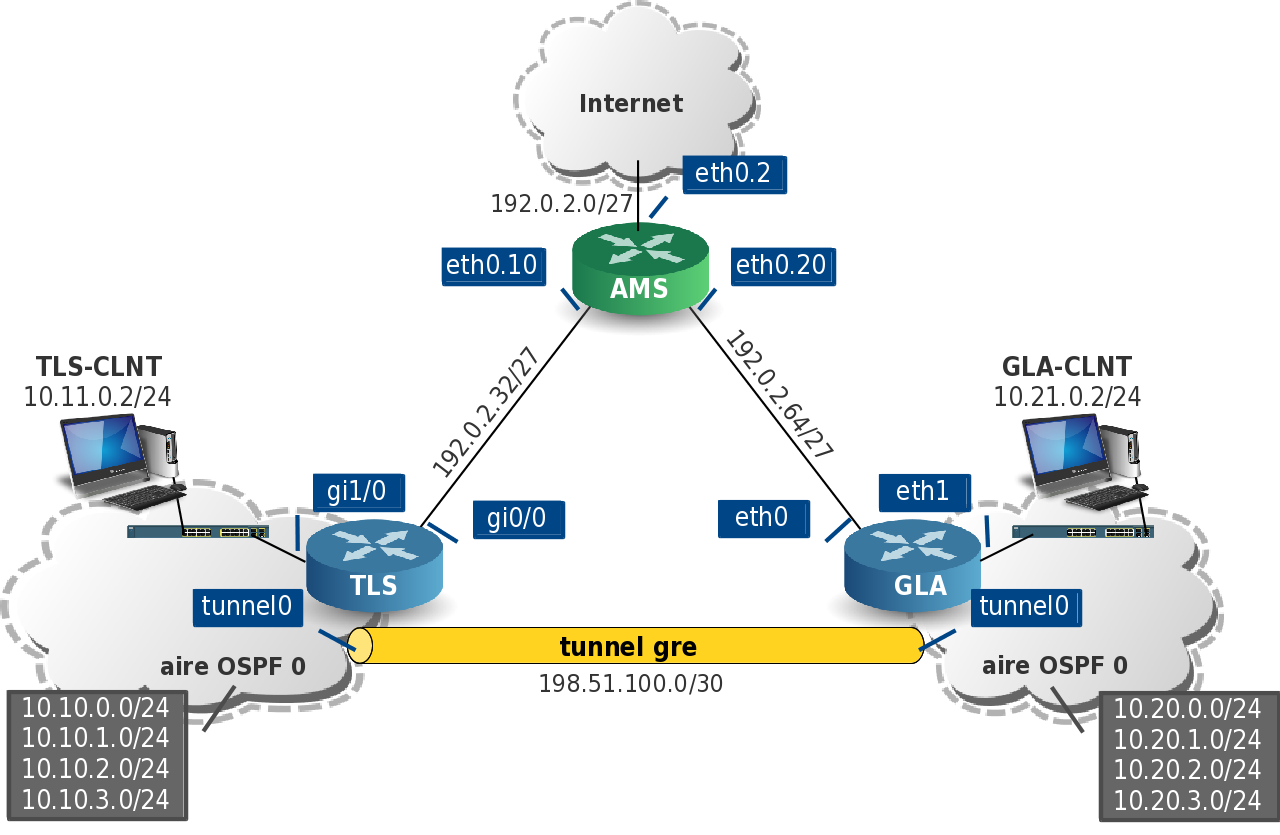 Internet
eth0.2
192.0.2.0/27
eth0.10
eth0.20
AMS
192.0.2.32/27
192.0.2.64/27
TLS-CLNT
10.11.0.2/24
GLA-CLNT
10.21.0.2/24
gi1/0
gi0/0
eth0
eth1
TLS
GLA
tunnel0
tunnel0
tunnel gre
198.51.100.0/30
aire OSPF 0
aire OSPF 0
10.10.0.0/24
10.10.1.0/24
10.10.2.0/24
10.10.3.0/24
10.20.0.0/24
10.20.1.0/24
10.20.2.0/24
10.20.3.0/24